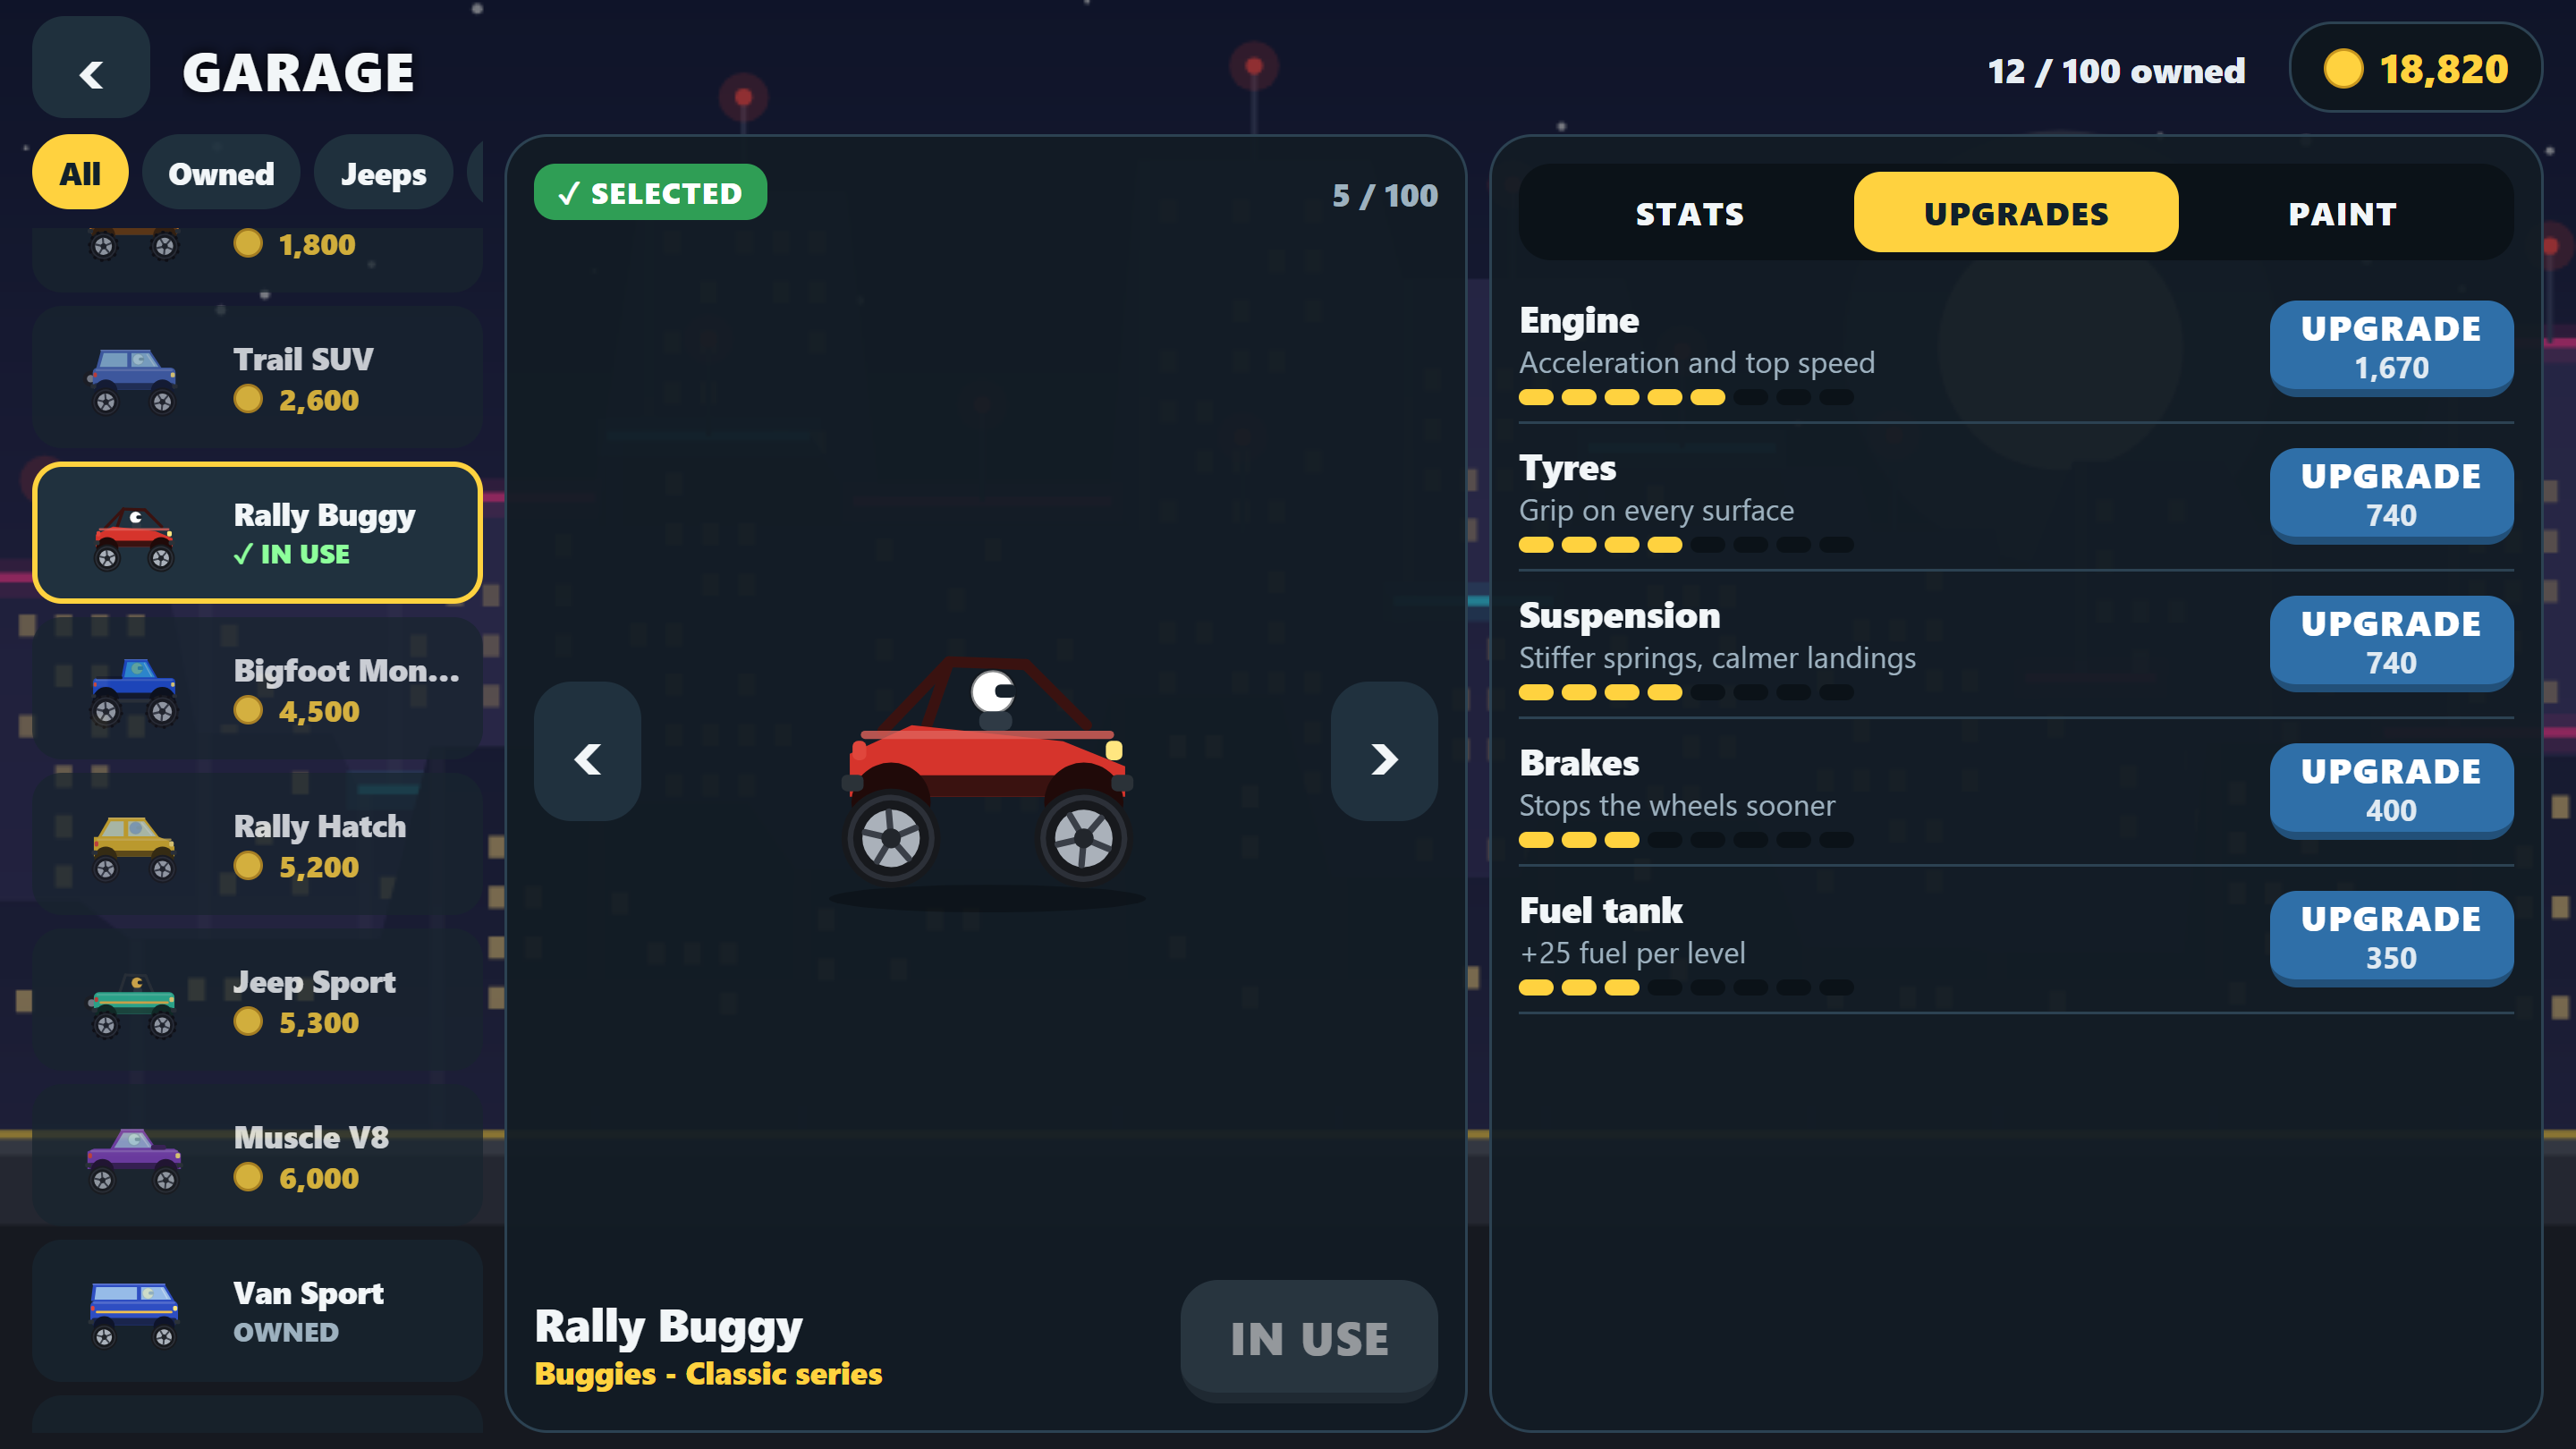 GARAGE
12 / 100 owned
18,820
All
Owned
Jeeps
1,800
Trail SUV
2,600
Rally Buggy
✓ IN USE
Bigfoot Mon...
4,500
Rally Hatch
5,200
Jeep Sport
5,300
Muscle V8
6,000
Van Sport
OWNED
✓ SELECTED
5 / 100
Rally Buggy
Buggies - Classic series
IN USE
STATS
UPGRADES
PAINT
Engine
Acceleration and top speed
UPGRADE
1,670
Tyres
Grip on every surface
UPGRADE
740
Suspension
Stiffer springs, calmer landings
UPGRADE
740
Brakes
Stops the wheels sooner
UPGRADE
400
Fuel tank
+25 fuel per level
UPGRADE
350